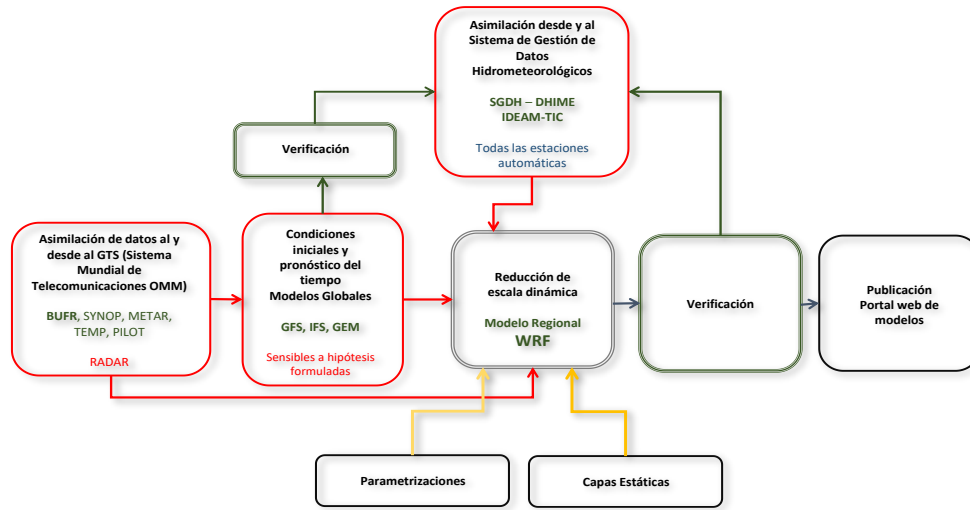 Asimilación desde y al
Sistema de Gestión de
Datos
Hidrometeorológicos
SGDH – DHIME
IDEAM-TIC
Todas las estaciones
automáticas
Verificación
Asimilación de datos al y
desde al GTS (Sistema
Mundial de
Telecomunicaciones OMM)
BUFR, SYNOP, METAR,
TEMP, PILOT
RADAR
Condiciones
iniciales y
pronóstico del
tiempo
Modelos Globales
GFS, IFS, GEM
Sensibles a hipótesis
formuladas
Reducción de
escala dinámica
Modelo Regional
WRF
Verificación
Publicación
Portal web de
modelos
Parametrizaciones
Capas Estáticas